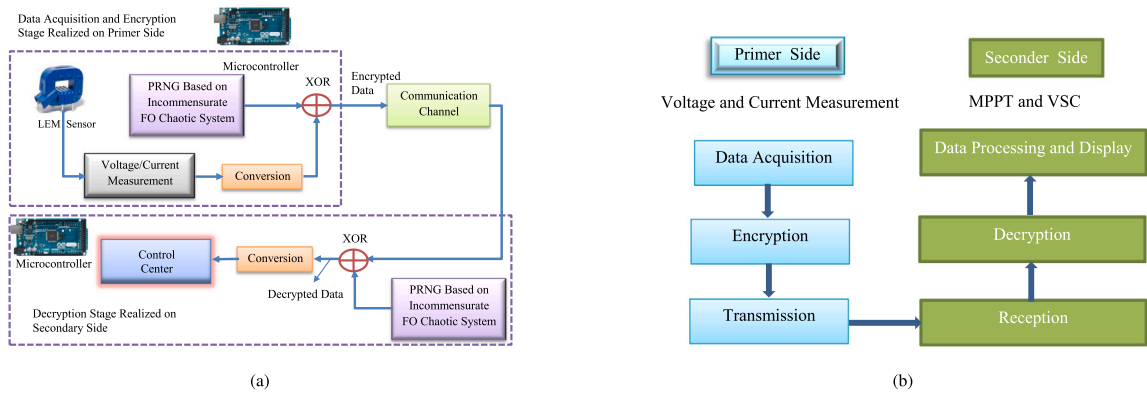 Data Acquisition and Encryption
Stage Realized on Primer Side
LEM Sensor
PRNG Based on
Incommensurate
FO Chaotic System
Microcontroller
XOR
Encrypted
Data
Communication
Channel
Voltage/Current
Measurement
Conversion
Microcontroller
Control
Center
Conversion
XOR
Decrypted Data
PRNG Based on
Incommensurate
FO Chaotic System
Decryption Stage Realized on
Secondary Side
(a)
Primer Side
Voltage and Current Measurement
Data Acquisition
Encryption
Transmission
Seconder Side
MPPT and VSC
Data Processing and Display
Decryption
Reception
(b)